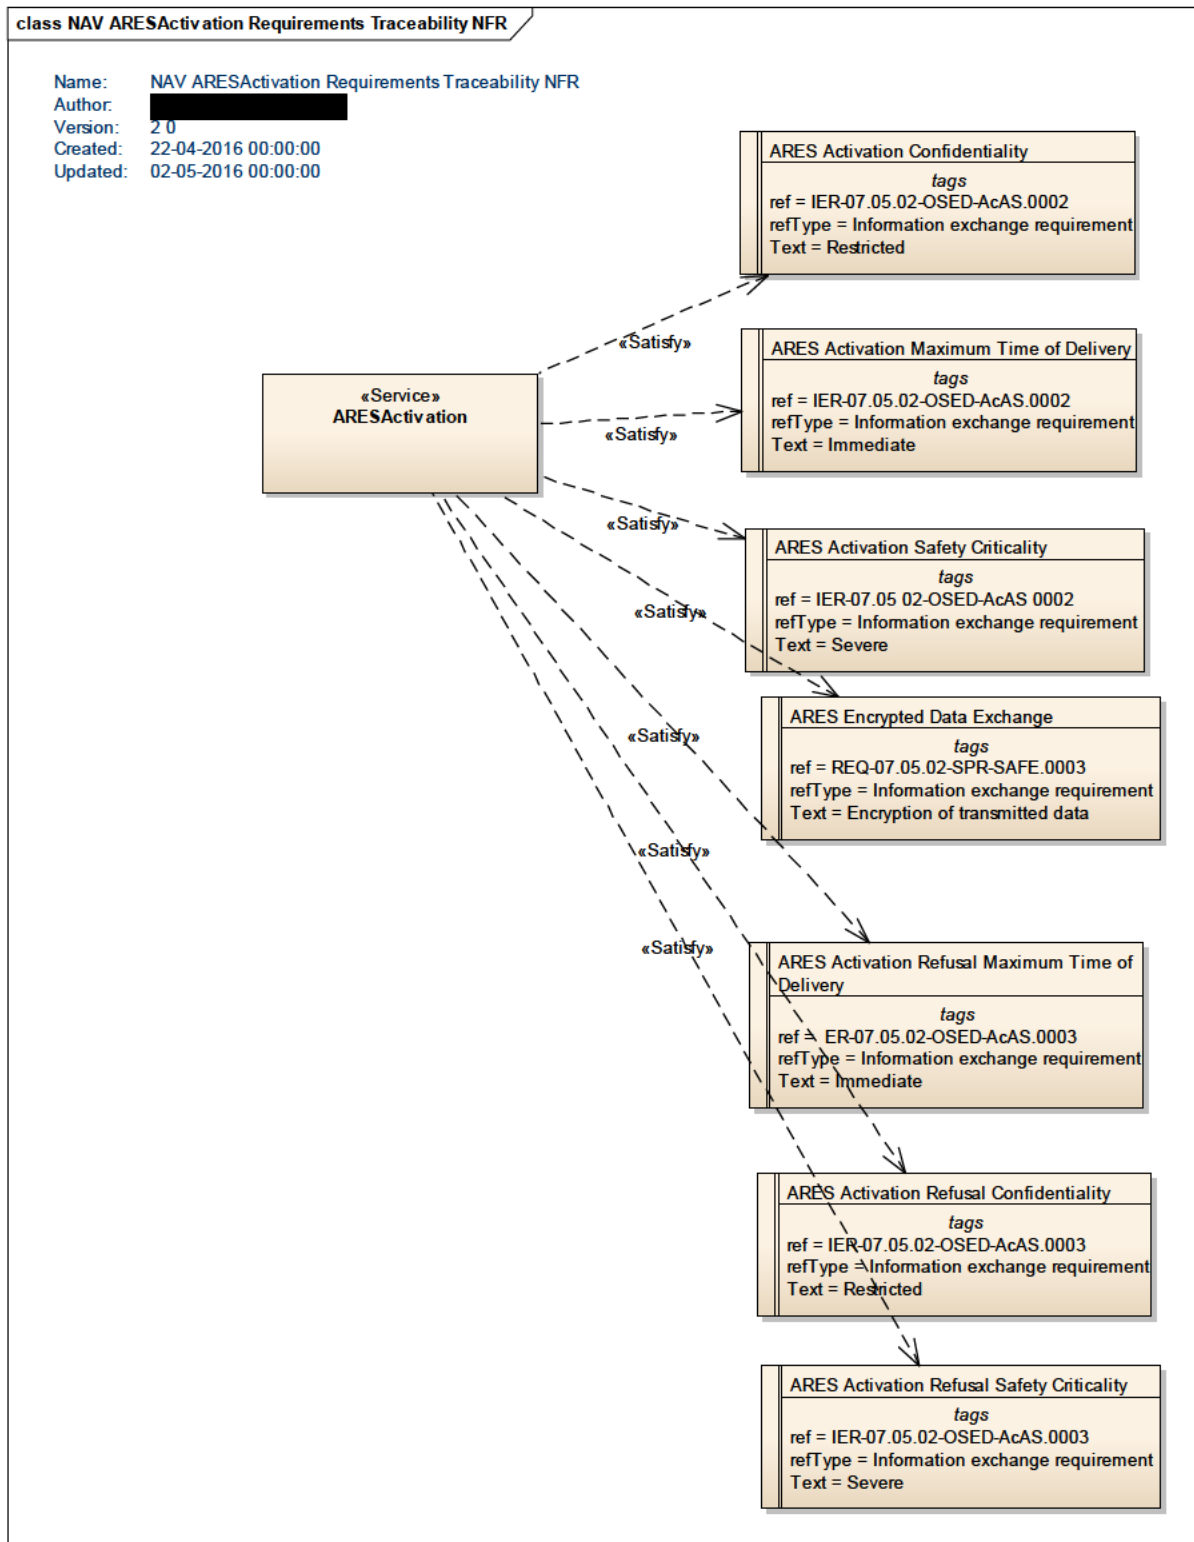 class NAV ARESActivation Requirements Traceability NFR
Name: NAV ARESActivation Requirements Traceability NFR
Author:
Version: 2 0
Created: 22-04-2016 00:00:00
Updated: 02-05-2016 00:00:00
ARES Activation Confidentiality
tags
ref = IER-07.05.02-OSED-AcAS.0002
refType = Information exchange requirement
Text = Restricted
«Satisfy»
ARES Activation Maximum Time of Delivery
tags
ref = IER-07.05.02-OSED-AcAS.0002
refType = Information exchange requirement
Text = Immediate
«Service»
ARESActivation
«Satisfy»
«Satisfy»
ARES Activation Safety Criticality
tags
ref = IER-07.05 02-OSED-AcAS 0002
refType = Information exchange requirement
Text = Severe
«Satisfy»
ARES Encrypted Data Exchange
tags
ref = REQ-07.05.02-SPR-SAFE.0003
refType = Information exchange requirement
Text = Encryption of transmitted data
«Satisfy»
«Satisfy»
«Satisfy»
ARES Activation Refusal Maximum Time of
Delivery
tags
ref = ER-07.05.02-OSED-AcAS.0003
refType = Information exchange requirement
Text = Immediate
ARES Activation Refusal Confidentiality
tags
ref = IER-07.05.02-OSED-AcAS.0003
refType = Information exchange requirement
Text = Restricted
ARES Activation Refusal Safety Criticality
tags
ref = IER-07.05.02-OSED-AcAS.0003
refType = Information exchange requirement
Text = Severe